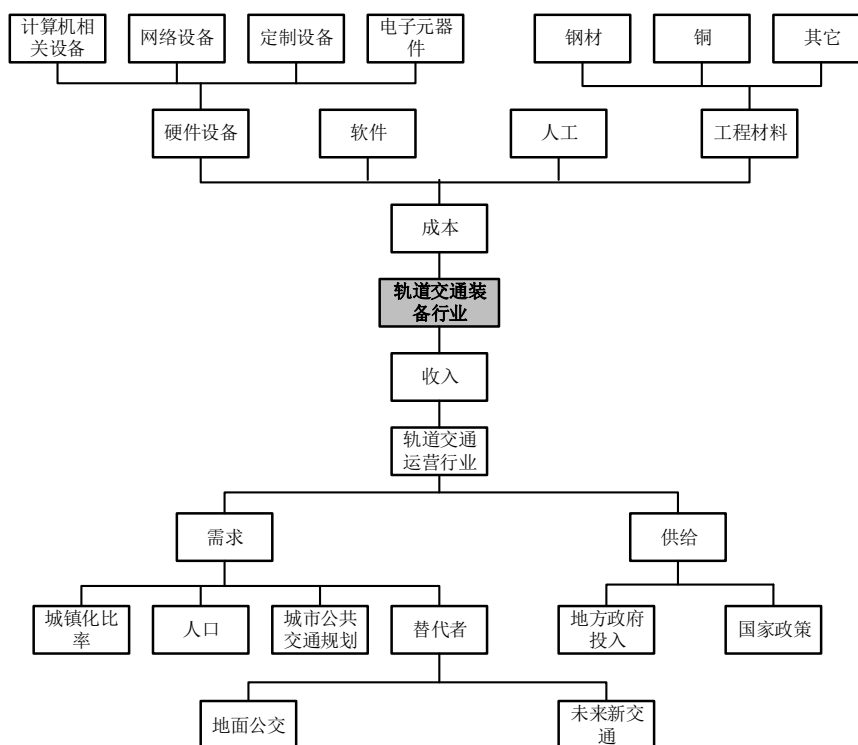 计算机相
关设备
网络设备
定制设备
电子元器
件
钢材
铜
其它
硬件设备
软件
人工
工程材料
成本
轨道交通装
备行业
收入
轨道交通
运营行业
需求
供给
城镇化比
率
人口
城市公共
交通规划
替代者
地方政府
投入
国家政策
地面公交
未来新交
通